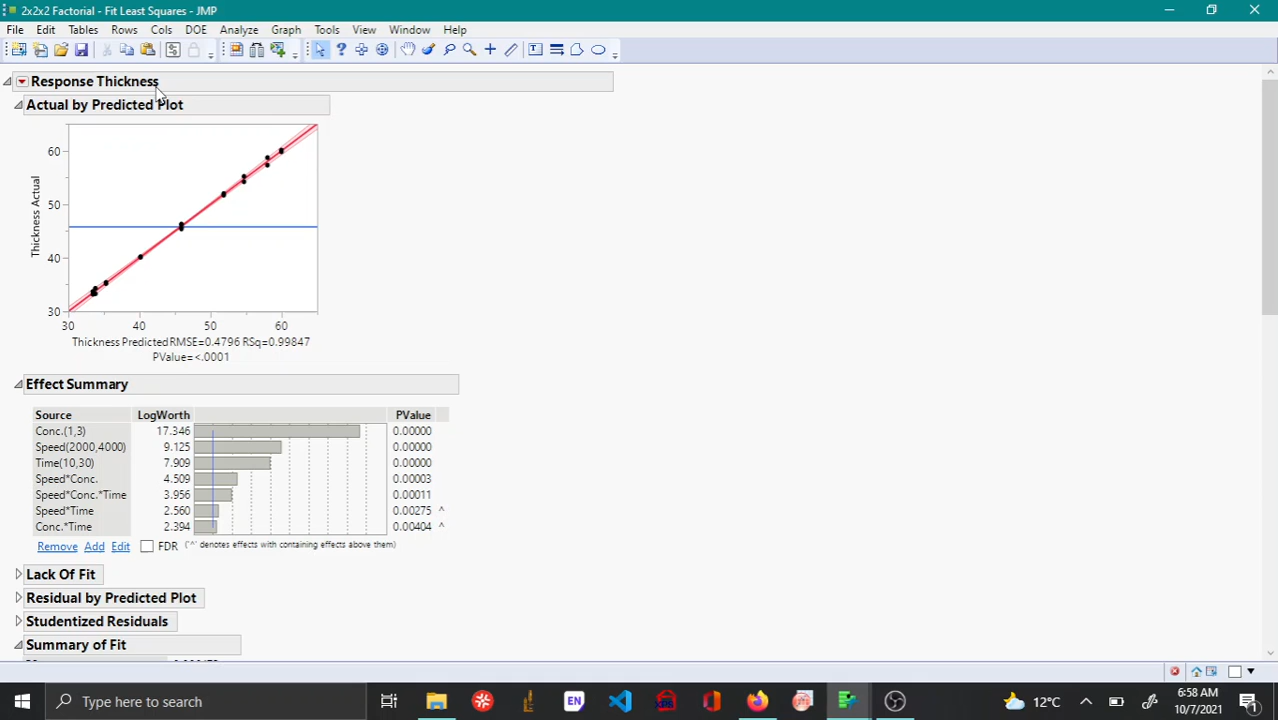 2x2x2 Factorial - Fit Least Squares - JMP
File Edit Tables Rows Cols DOE Analyze Graph Tools View Window Help
Response Thickness
Actual by Predicted Plot
60
50
40
30
Thickness Actual
30 40 50 60
Thickness Predicted RMSE=0.4796 RSq=0.99847
PValue=<.0001
Effect Summary
Source LogWorth PValue
Conc.(1,3) 17.346 0.00000
Speed(2000,4000) 9.125 0.00000
Time(10,30) 7.909 0.00000
Speed*Conc. 4.509 0.00003
Speed*Conc.*Time 3.956 0.00011
Speed*Time 2.560 0.00275 ^
Conc.*Time 2.394 0.00404 ^
Remove Add Edit FDR ('^' denotes effects with containing effects above them)
Lack Of Fit
Residual by Predicted Plot
Studentized Residuals
Summary of Fit
Type here to search
EN
12°C
6:58 AM
10/7/2021
1